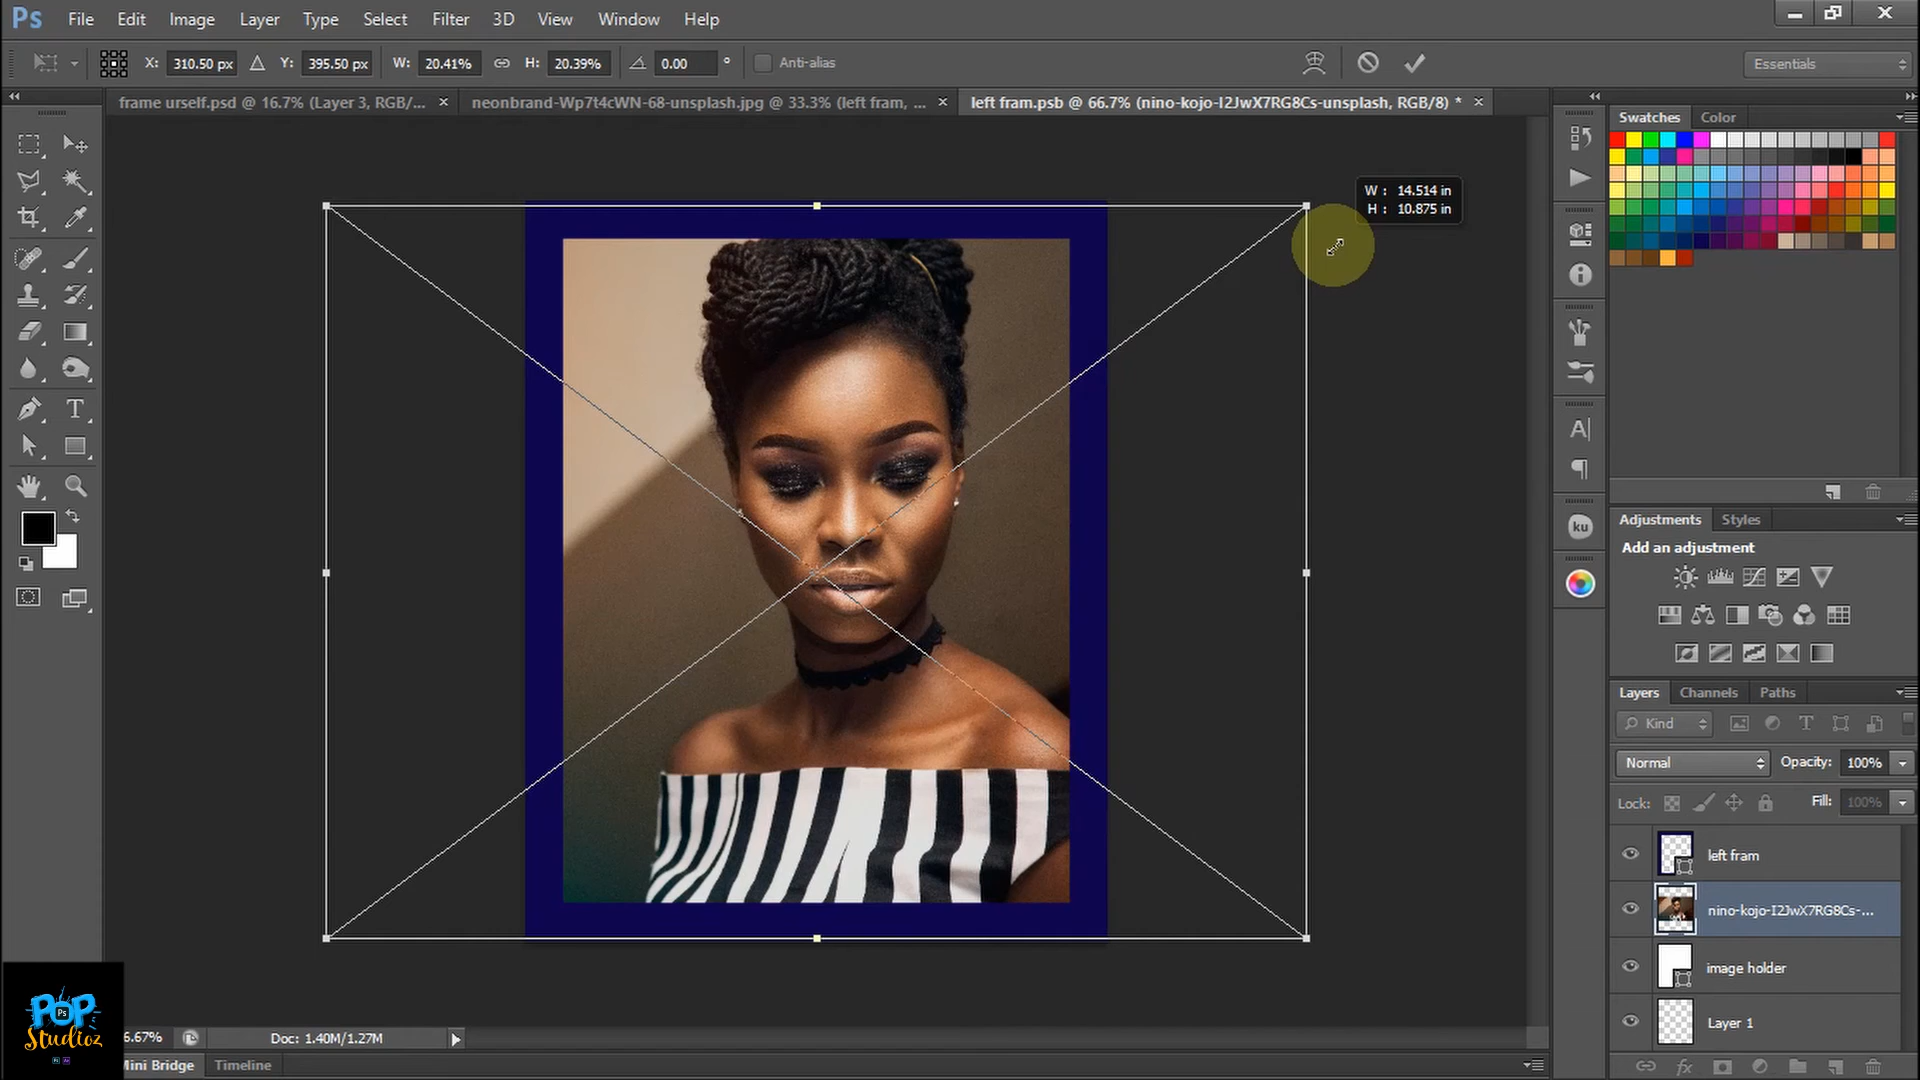 Ps File Edit Image Layer Type Select Filter 3D View Window Help
X: 310.50 px Y: 395.50 px W: 20.41% H: 20.39% 0.00 ° Anti-alias Essentials
frame urself.psd @ 16.7% (Layer 3, RGB/... neonbrand-Wp7t4cWN-68-unsplash.jpg @ 33.3% (left fram, ... left fram.psb @ 66.7% (nino-kojo-I2JwX7RG8Cs-unsplash, RGB/8) *
Swatches Color
W : 14.514 in
H : 10.875 in
Adjustments Styles
Add an adjustment
Layers Channels Paths
Kind
Normal Opacity: 100%
Lock: Fill: 100%
left fram
nino-kojo-I2JwX7RG8Cs-...
image holder
Layer 1
POP
Ps
Studioz
6.67% Doc: 1.40M/1.27M
Mini Bridge Timeline